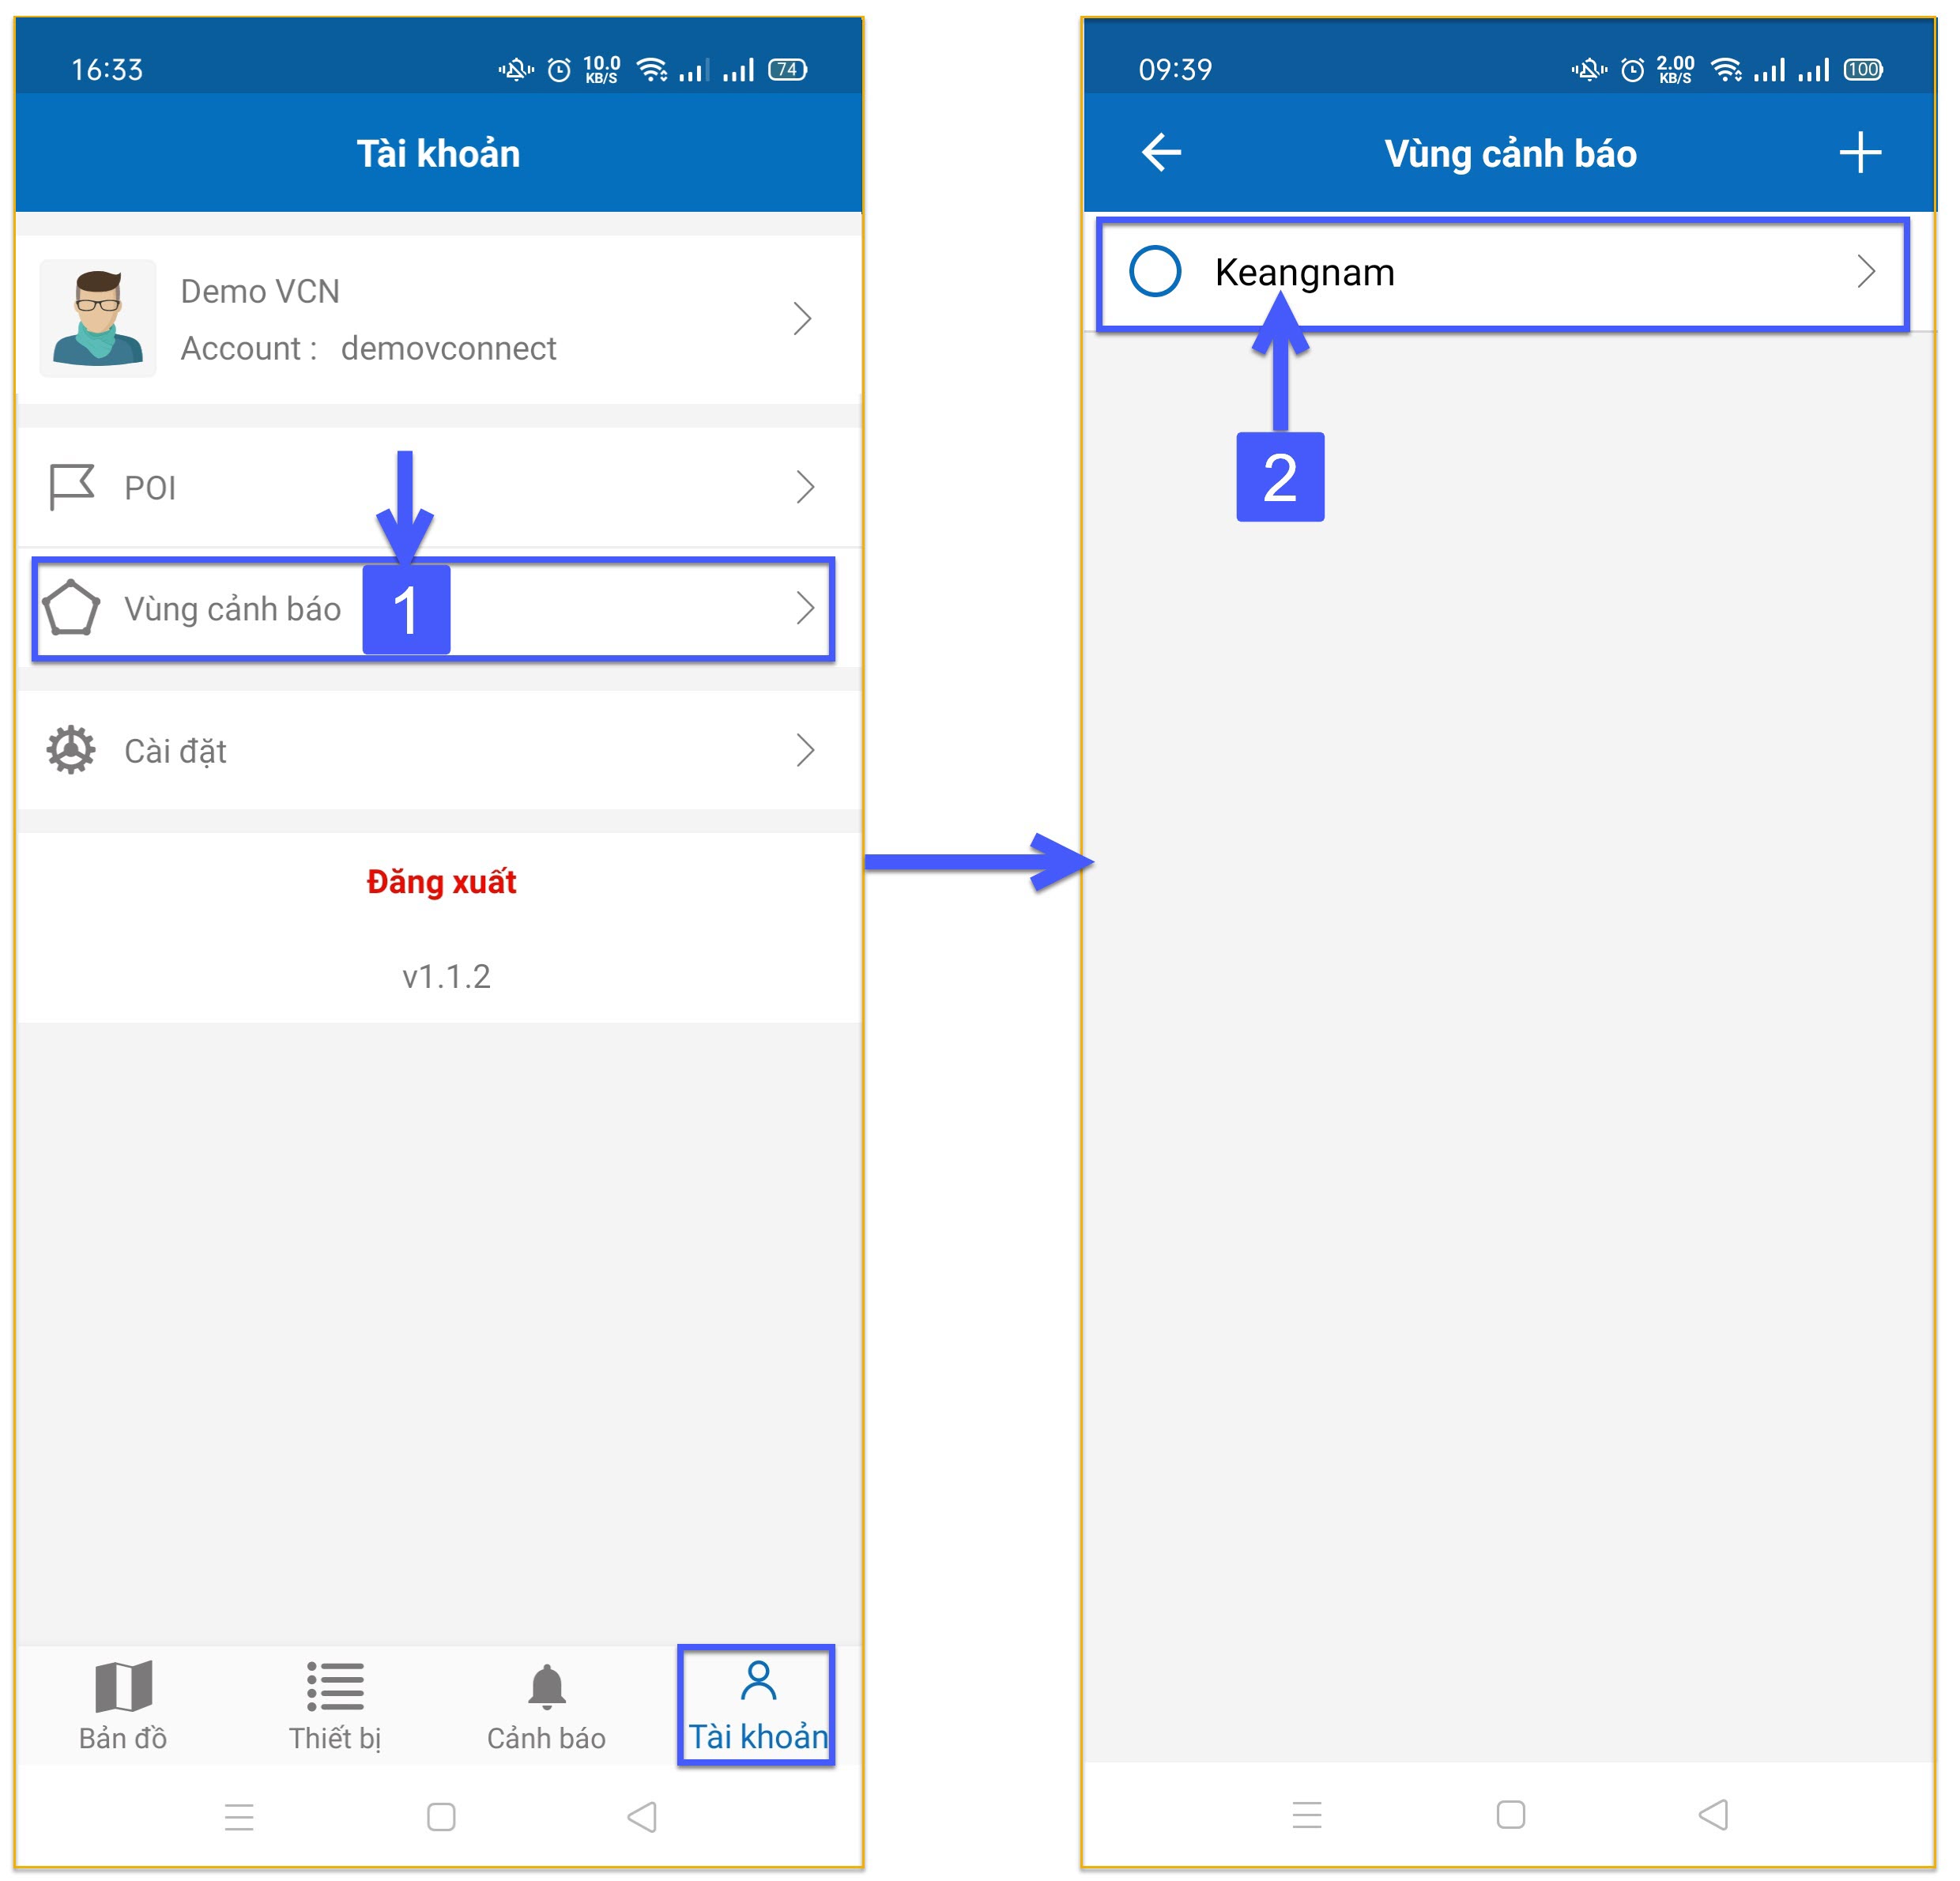 16:33
10.0
KB/S
74
Tài khoản
Demo VCN
Account : demovconnect
POI
Vùng cảnh báo
1
Cài đặt
Đăng xuất
v1.1.2
Bản đồ
Thiết bị
Cảnh báo
Tài khoản
09:39
2.00
KB/S
100
Vùng cảnh báo
Keangnam
2